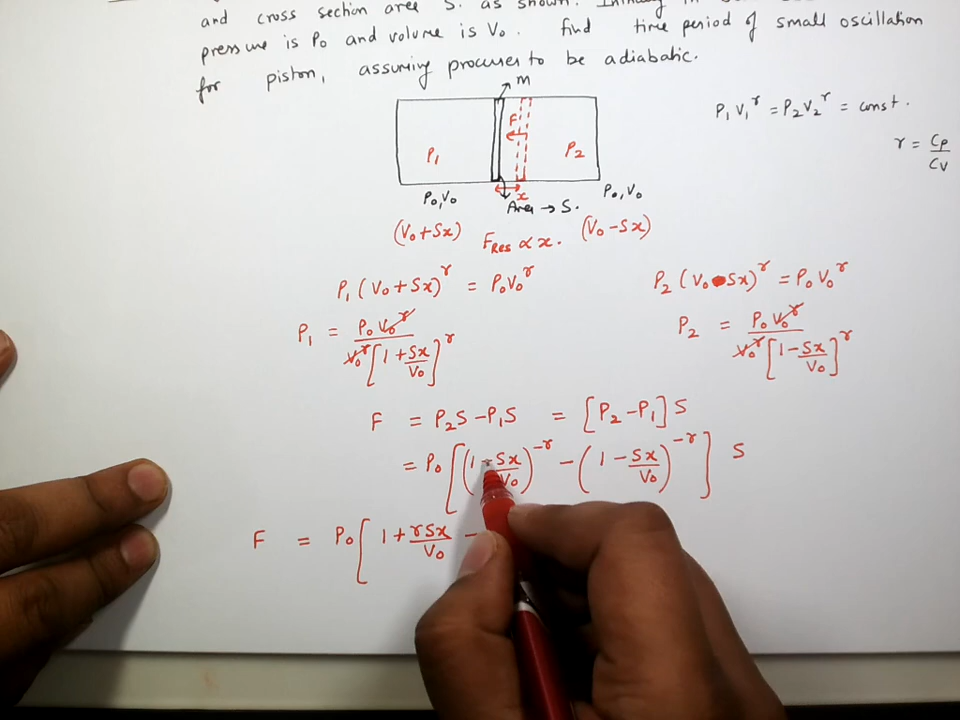 and cross section area S. as shown.
pressure is P₀ and volume is V₀. find time period of small oscillation
for piston, assuming procuses to be adiabatic.
m
P₁V₁^γ = P₂V₂^γ = const.
γ = Cp/Cv
F
P₁
P₂
x
P₀,V₀
P₀,V₀
Area → S.
(V₀+Sx)
F_Res ∝ x.
(V₀-Sx)
P₁(V₀+Sx)^γ = P₀V₀^γ
P₂(V₀-Sx)^γ = P₀V₀^γ
P₁ = P₀V₀^γ / V₀^γ[1+Sx/V₀]^γ
P₂ = P₀V₀^γ / V₀^γ[1-Sx/V₀]^γ
F = P₂S - P₁S = [P₂-P₁]S
= P₀[(1-Sx/V₀)^-γ - (1-Sx/V₀)^-γ] S
F = P₀[1+γSx/V₀ -